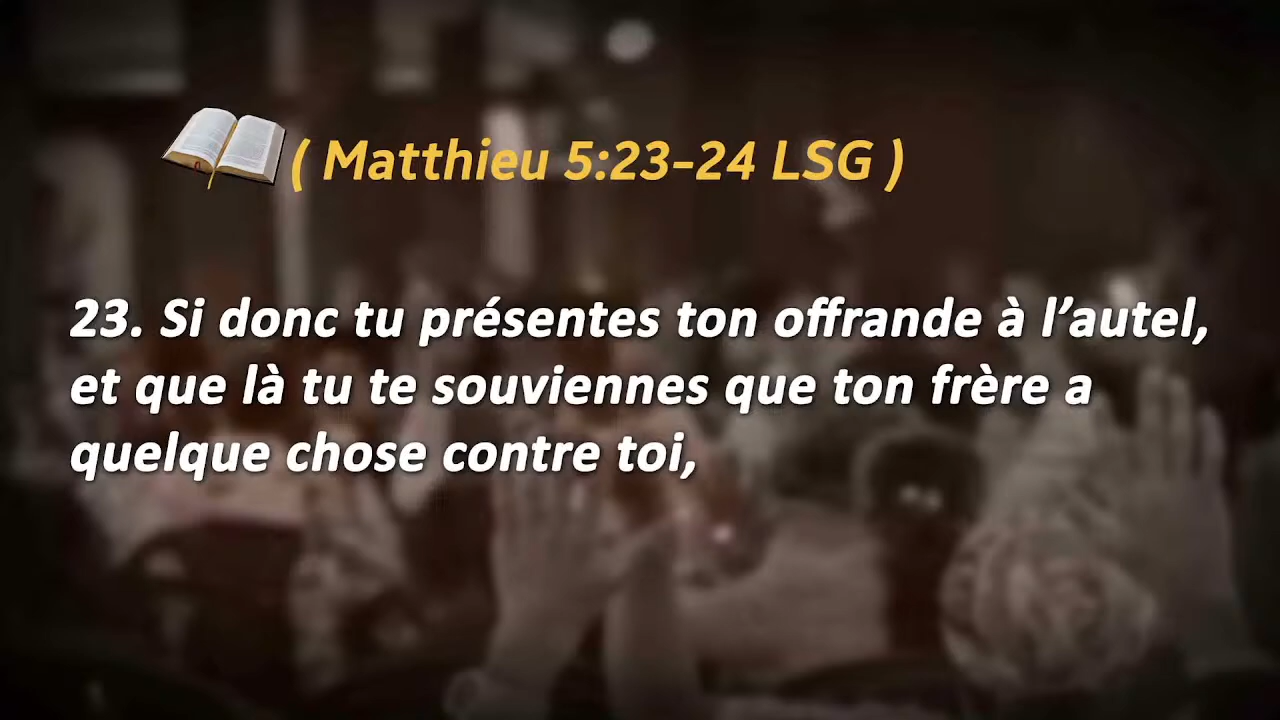 ( Matthieu 5:23-24 LSG )
23. Si donc tu présentes ton offrande à l’autel,
et que là tu te souviennes que ton frère a
quelque chose contre toi,